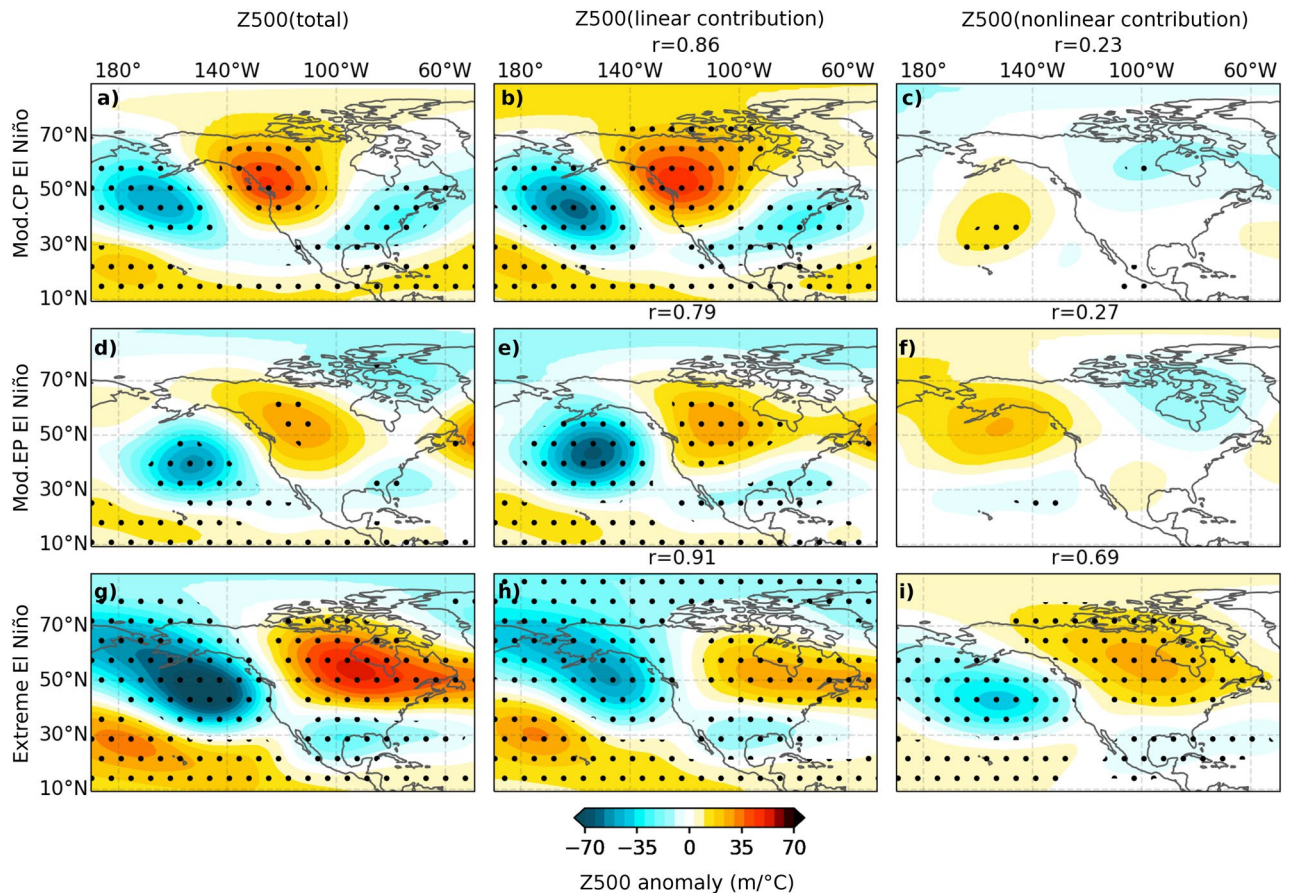 Z500(total) Z500(linear contribution) Z500(nonlinear contribution)
r=0.86 r=0.23
180° 140°W 100°W 60°W 180° 140°W 100°W 60°W 180° 140°W 100°W 60°W
Mod.CP El Niño
a) b) c)
70°N
50°N
30°N
10°N
r=0.79 r=0.27
Mod.EP El Niño
d) e) f)
70°N
50°N
30°N
10°N
r=0.91 r=0.69
Extreme El Niño
g) h) i)
70°N
50°N
30°N
10°N
−70 −35 0 35 70
Z500 anomaly (m/°C)